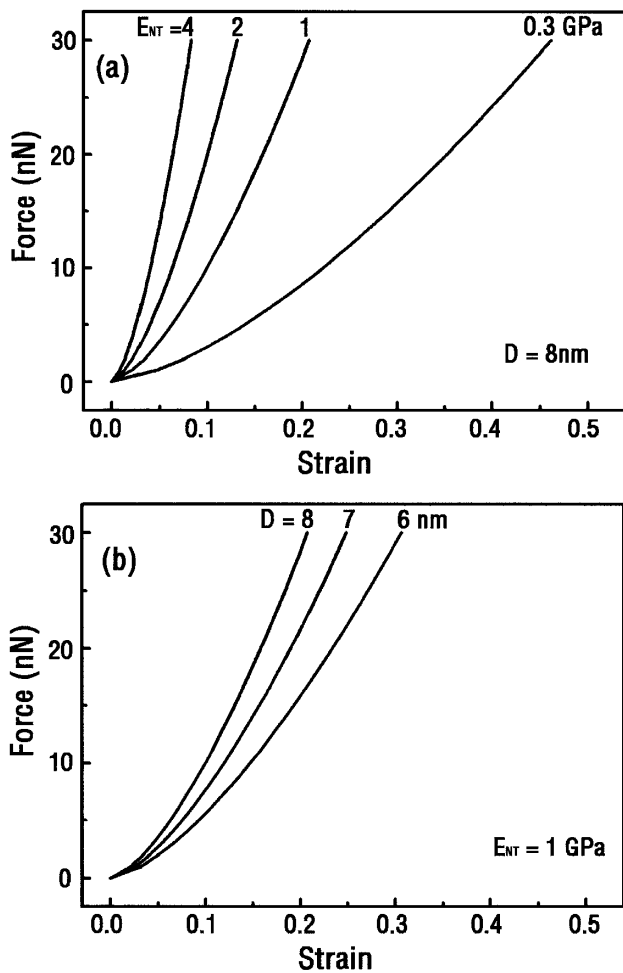 E_NT =4 2 1 0.3 GPa
(a)
30
20
10
0
Force (nN)
D = 8nm
0.0 0.1 0.2 0.3 0.4 0.5
Strain
D = 8 7 6 nm
(b)
30
20
10
0
Force (nN)
E_NT = 1 GPa
0.0 0.1 0.2 0.3 0.4 0.5
Strain